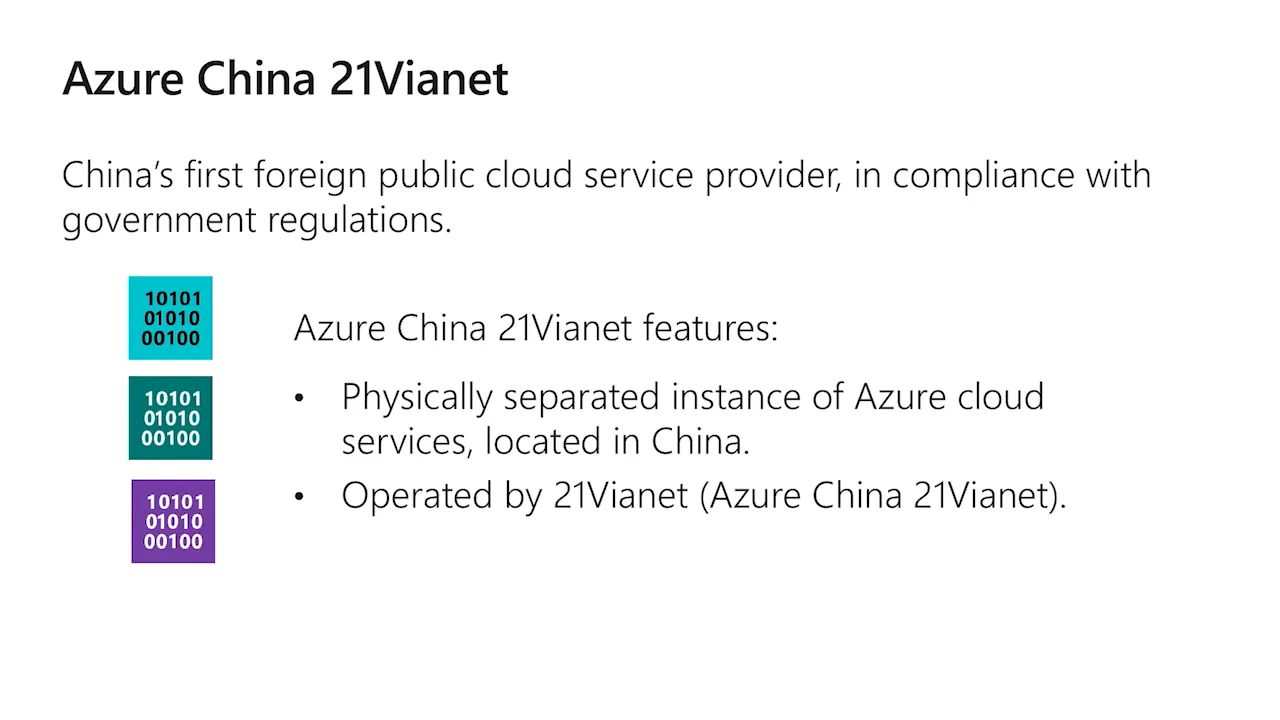 Azure China 21Vianet
China's first foreign public cloud service provider, in compliance with
government regulations.
10101
01010
00100
Azure China 21Vianet features:
10101
01010
00100
• Physically separated instance of Azure cloud
services, located in China.
10101
01010
00100
• Operated by 21Vianet (Azure China 21Vianet).